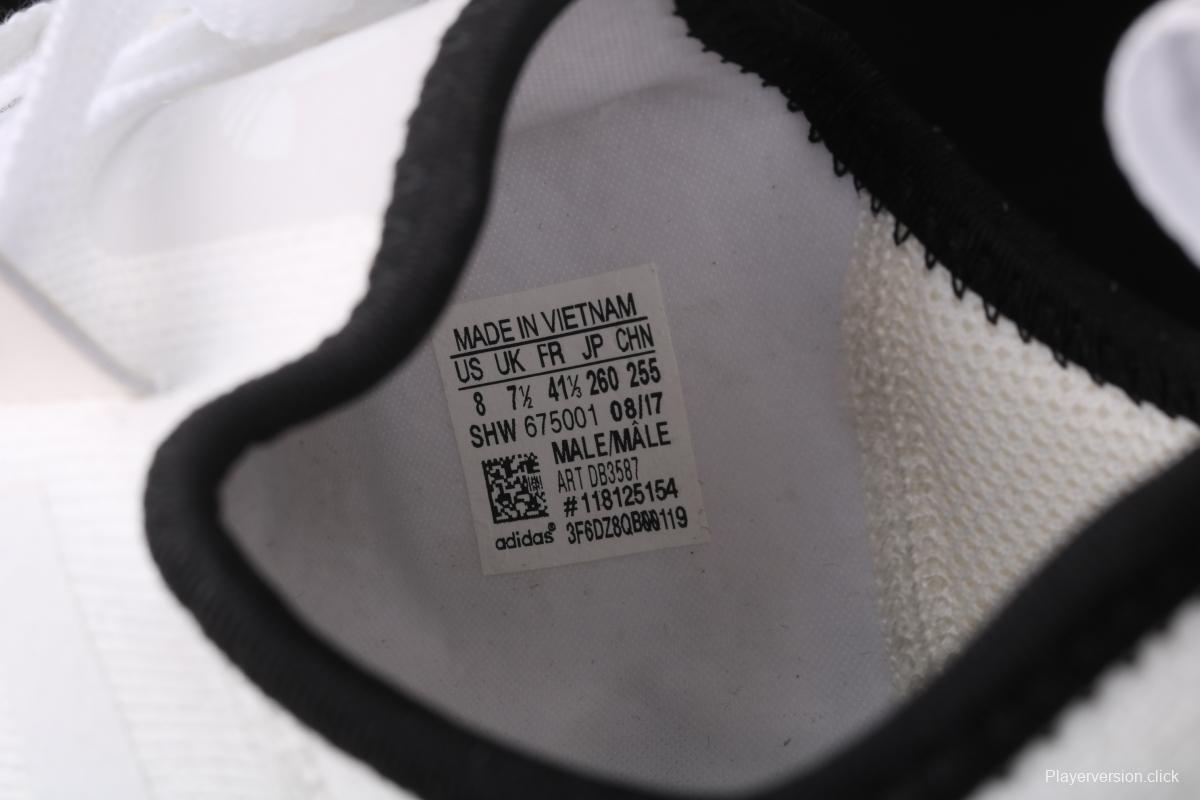 MADE IN VIETNAM
US UK FR JP CHN
8 7½ 41⅓ 260 255
SHW 675001 08/17
MALE/MÂLE
ART DB3587
#118125154
adidas®
Playerversion.click